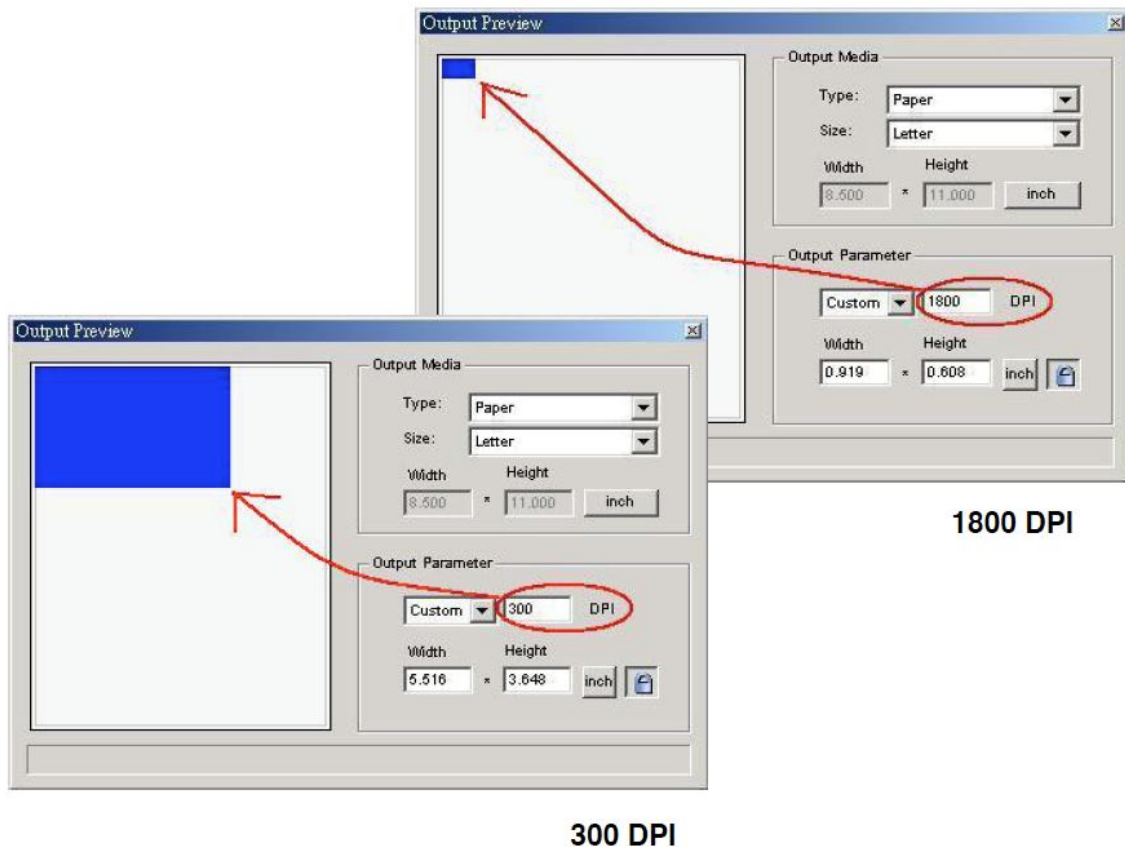 Output Preview
Output Media
Type: Paper
Size: Letter
Width Height
8.500 * 11.000 inch
Output Parameter
Custom 1800 DPI
Width Height
0.919 * 0.608 inch
1800 DPI
Output Preview
Output Media
Type: Paper
Size: Letter
Width Height
8.500 * 11.000 inch
Output Parameter
Custom 300 DPI
Width Height
5.516 * 3.648 inch
300 DPI